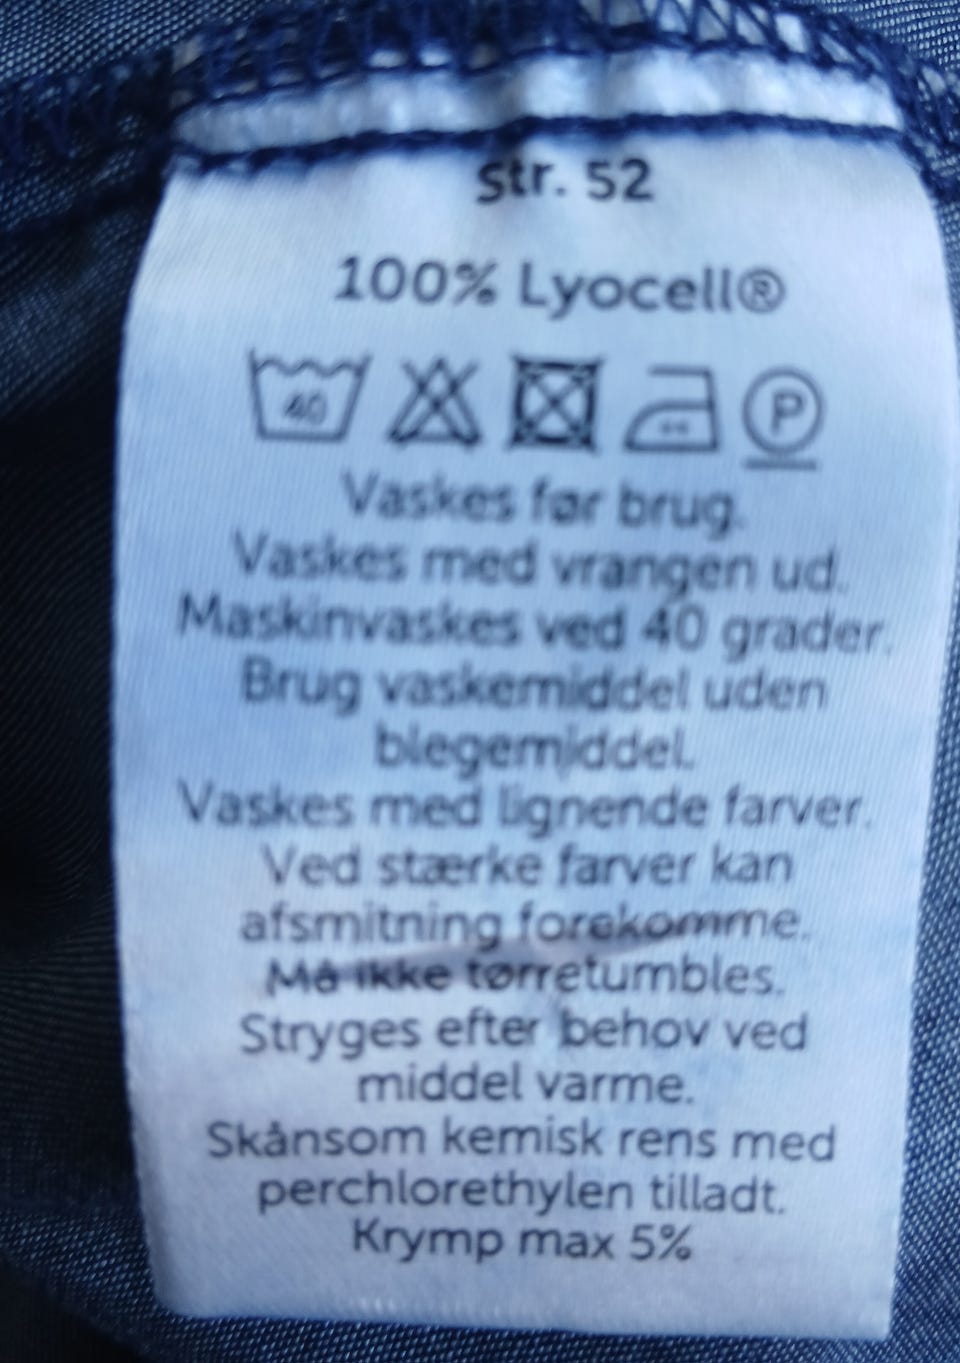 Str. 52
100% Lyocell®
40 P
Vaskes før brug.
Vaskes med vrangen ud.
Maskinvaskes ved 40 grader.
Brug vaskemiddel uden
blegemiddel.
Vaskes med lignende farver.
Ved stærke farver kan
afsmitning forekomme.
Må ikke tørretumbles.
Stryges efter behov ved
middel varme.
Skånsom kemisk rens med
perchlorethylen tilladt.
Krymp max 5%